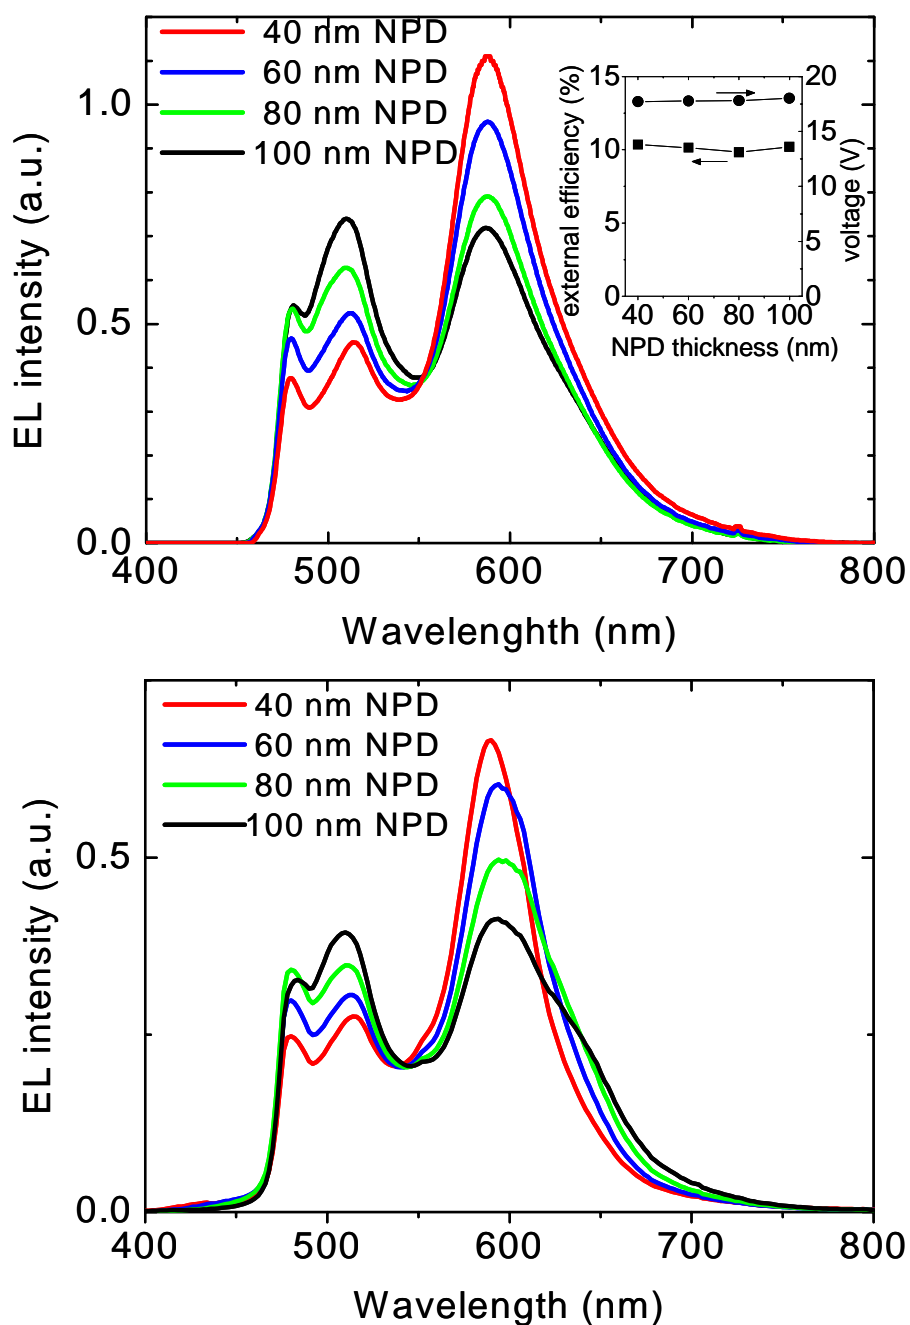 40 nm NPD
60 nm NPD
80 nm NPD
100 nm NPD
EL intensity (a.u.)
1.0
0.5
0.0
400 500 600 700 800
Wavelenghth (nm)
external efficiency (%)
15
10
5
0
20
15
10
5
0
voltage (V)
40 60 80 100
NPD thickness (nm)
40 nm NPD
60 nm NPD
80 nm NPD
100 nm NPD
EL intensity (a.u.)
0.5
0.0
400 500 600 700 800
Wavelength (nm)